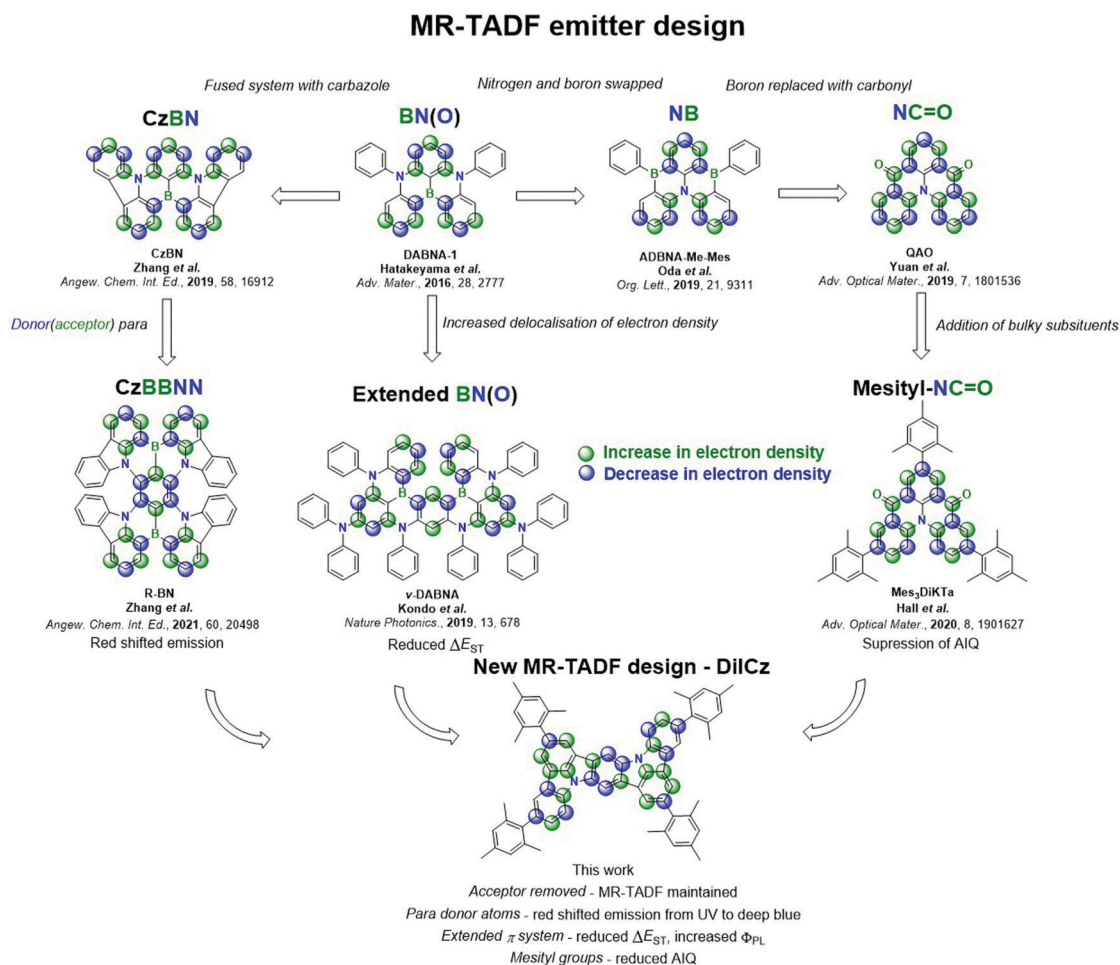 MR-TADF emitter design
Fused system with carbazole
Nitrogen and boron swapped
Boron replaced with carbonyl
CzBN
BN(O)
NB
NC=O
N
N
B
N
N
B
B
B
N
O
O
N
CzBN
Zhang et al.
Angew. Chem. Int. Ed., 2019, 58, 16912
DABNA-1
Hatakeyama et al.
Adv. Mater., 2016, 28, 2777
ADBNA-Me-Mes
Oda et al.
Org. Lett., 2019, 21, 9311
QAO
Yuan et al.
Adv. Optical Mater., 2019, 7, 1801536
Donor(acceptor) para
Increased delocalisation of electron density
Addition of bulky subsituents
CzBBNN
Extended BN(O)
Mesityl-NC=O
Increase in electron density
Decrease in electron density
B
N
N
N
N
B
N
N
B
B
N
N
N
N
O
O
N
R-BN
Zhang et al.
Angew. Chem. Int. Ed., 2021, 60, 20498
Red shifted emission
v-DABNA
Kondo et al.
Nature Photonics., 2019, 13, 678
Reduced ΔEST
Mes3DiKTa
Hall et al.
Adv. Optical Mater., 2020, 8, 1901627
Supression of AIQ
New MR-TADF design - DiICz
N
N
This work
Acceptor removed - MR-TADF maintained
Para donor atoms - red shifted emission from UV to deep blue
Extended π system - reduced ΔEST, increased ΦPL
Mesityl groups - reduced AIQ